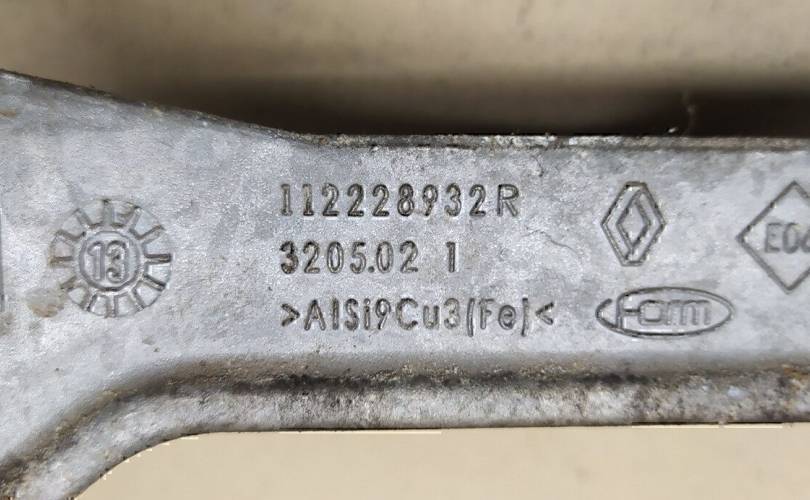 112228932R
3205.02 1
>AlSi9Cu3(Fe)<
13
Form